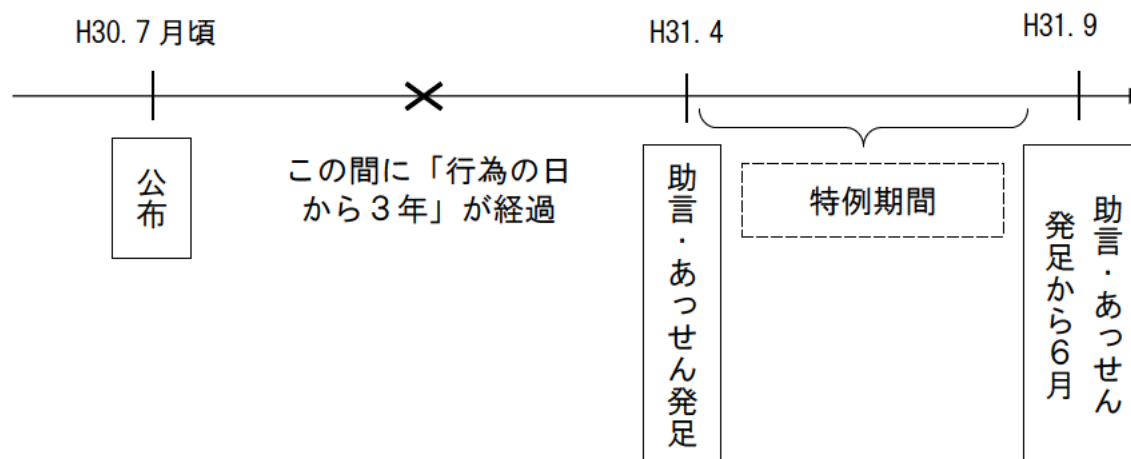 H30.7月頃
H31.4
H31.9
公布
この間に「行為の日
から３年」が経過
助言・あっせん発足
特例期間
助言・あっせん
発足から６月